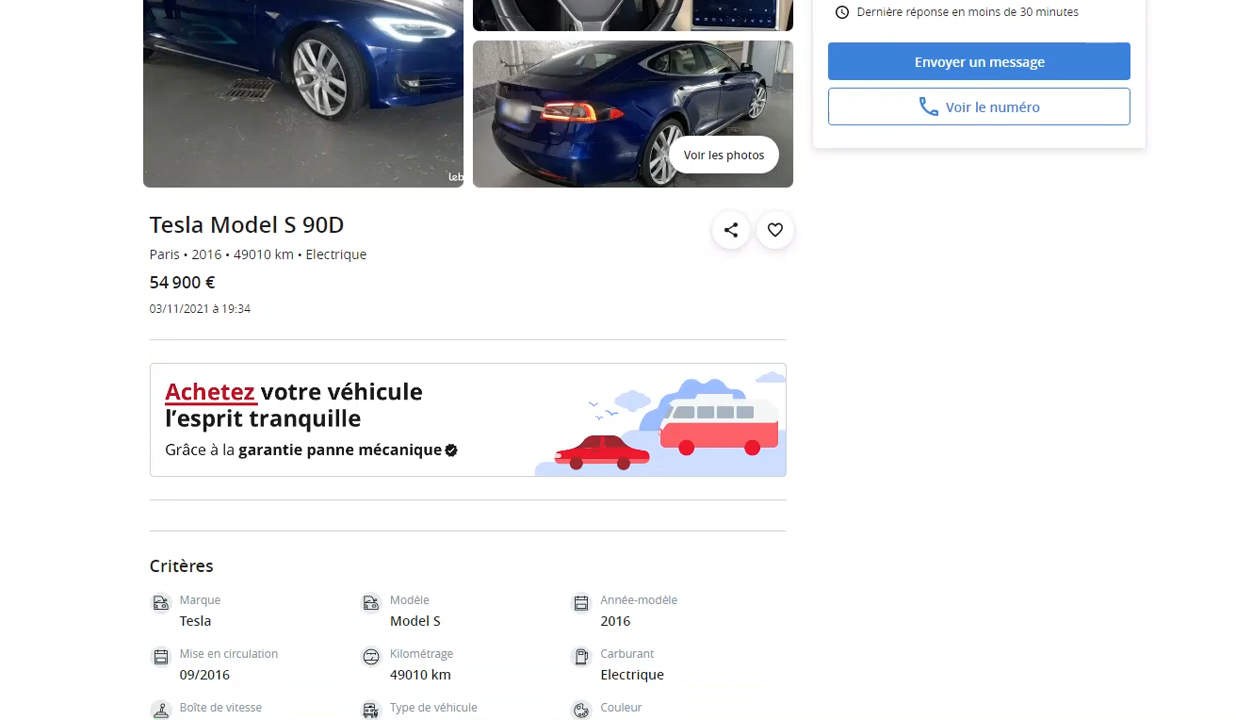 Dernière réponse en moins de 30 minutes
Envoyer un message
Voir le numéro
Voir les photos
leb
Tesla Model S 90D
Paris • 2016 • 49010 km • Electrique
54 900 €
03/11/2021 à 19:34
Achetez votre véhicule
l’esprit tranquille
Grâce à la garantie panne mécanique
Critères
Marque
Tesla
Modèle
Model S
Année-modèle
2016
Mise en circulation
09/2016
Kilométrage
49010 km
Carburant
Electrique
Boîte de vitesse
Type de véhicule
Couleur